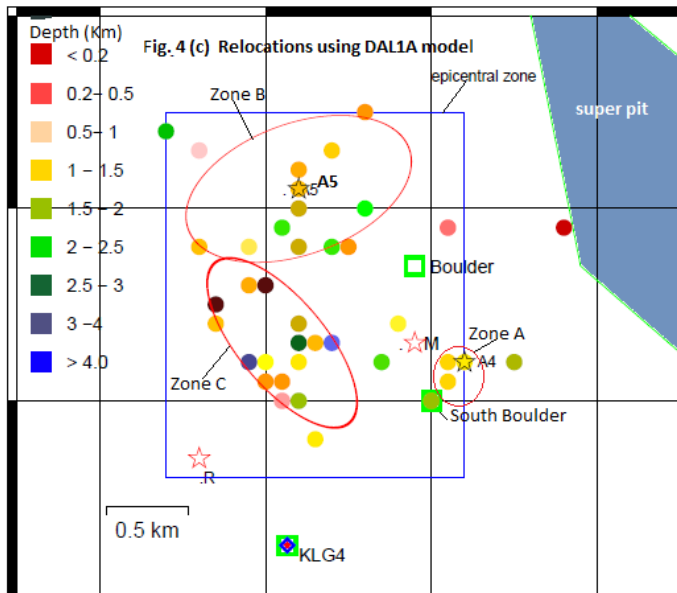 Depth (Km)
Fig. 4 (c) Relocations using DAL1A model
< 0.2
0.2– 0.5
0.5– 1
1 – 1.5
1.5 – 2
2 – 2.5
2.5 – 3
3 –4
> 4.0
epicentral zone
Zone B
super pit
A5
Boulder
.M
Zone A
A4
Zone C
South Boulder
.R
0.5 km
KLG4